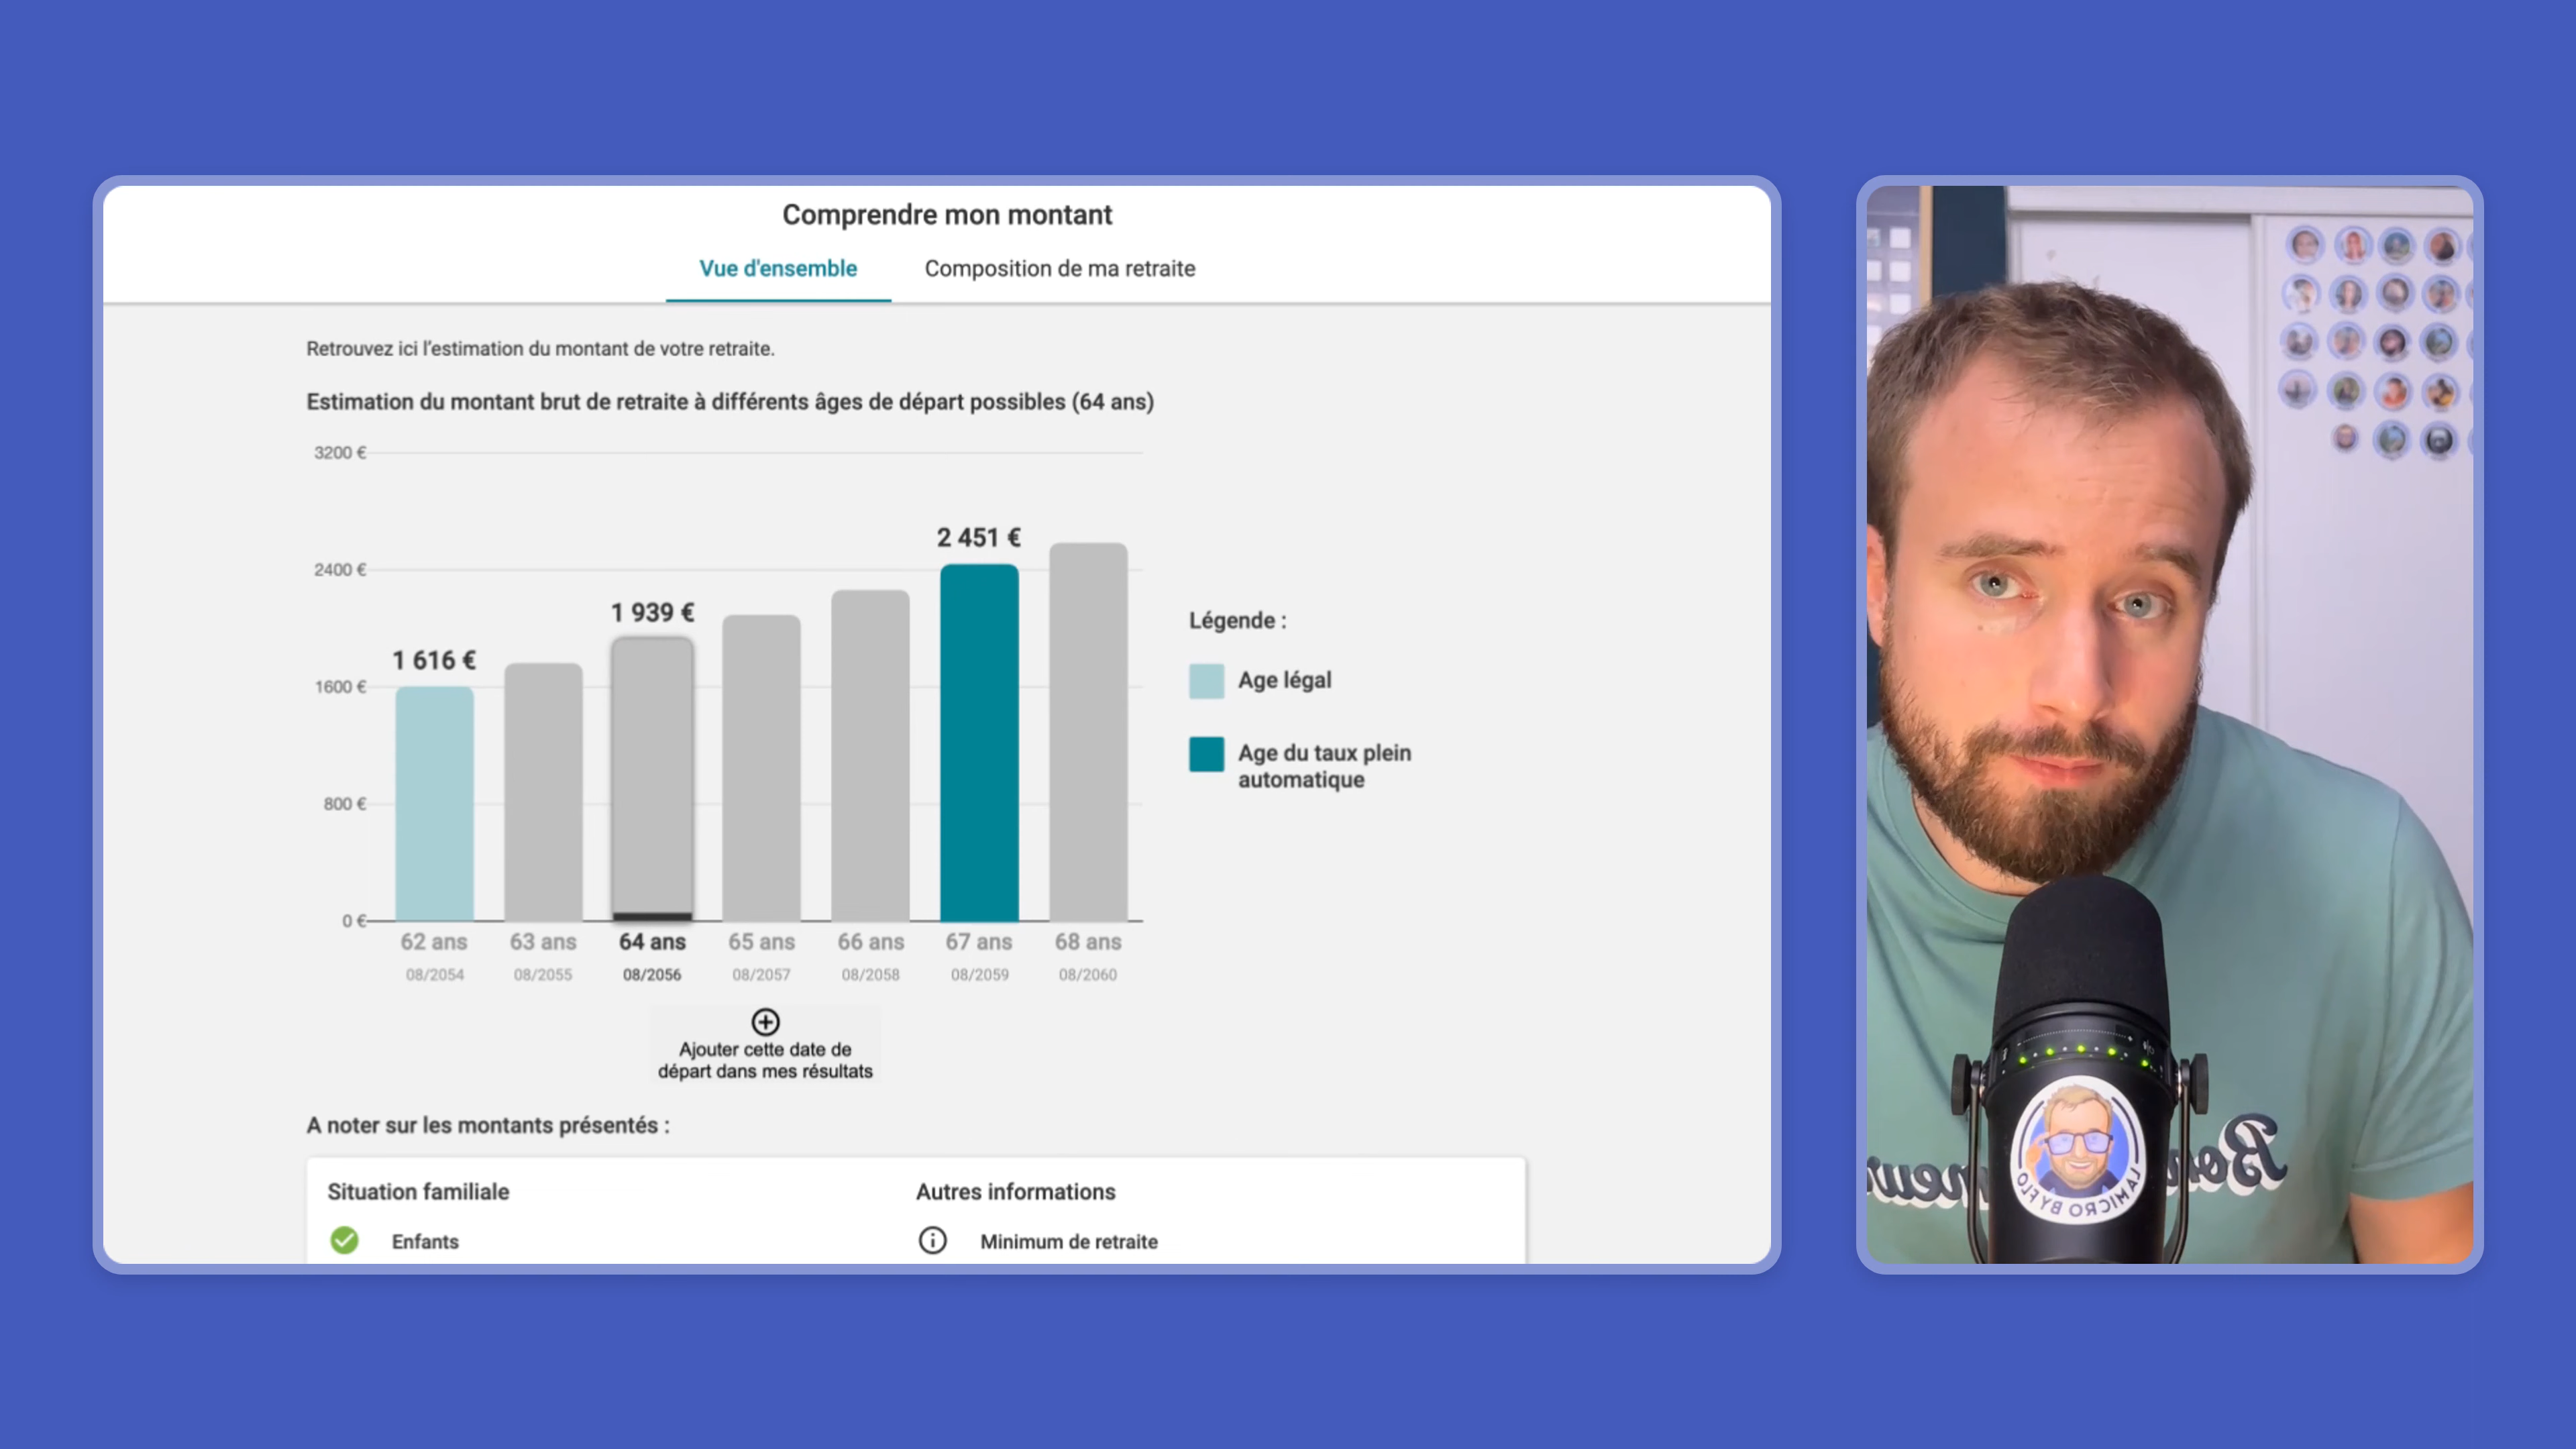 Comprendre mon montant
Vue d'ensemble
Composition de ma retraite
Retrouvez ici l'estimation du montant de votre retraite.
Estimation du montant brut de retraite à différents âges de départ possibles (64 ans)
3200 €
2400 €
1600 €
800 €
0 €
1 616 €
1 939 €
2 451 €
62 ans
63 ans
64 ans
65 ans
66 ans
67 ans
68 ans
08/2054
08/2055
08/2056
08/2057
08/2058
08/2059
08/2060
Légende :
Age légal
Age du taux plein
automatique
Ajouter cette date de
départ dans mes résultats
A noter sur les montants présentés :
Situation familiale
Autres informations
Enfants
Minimum de retraite
LA MICRO BY FLO